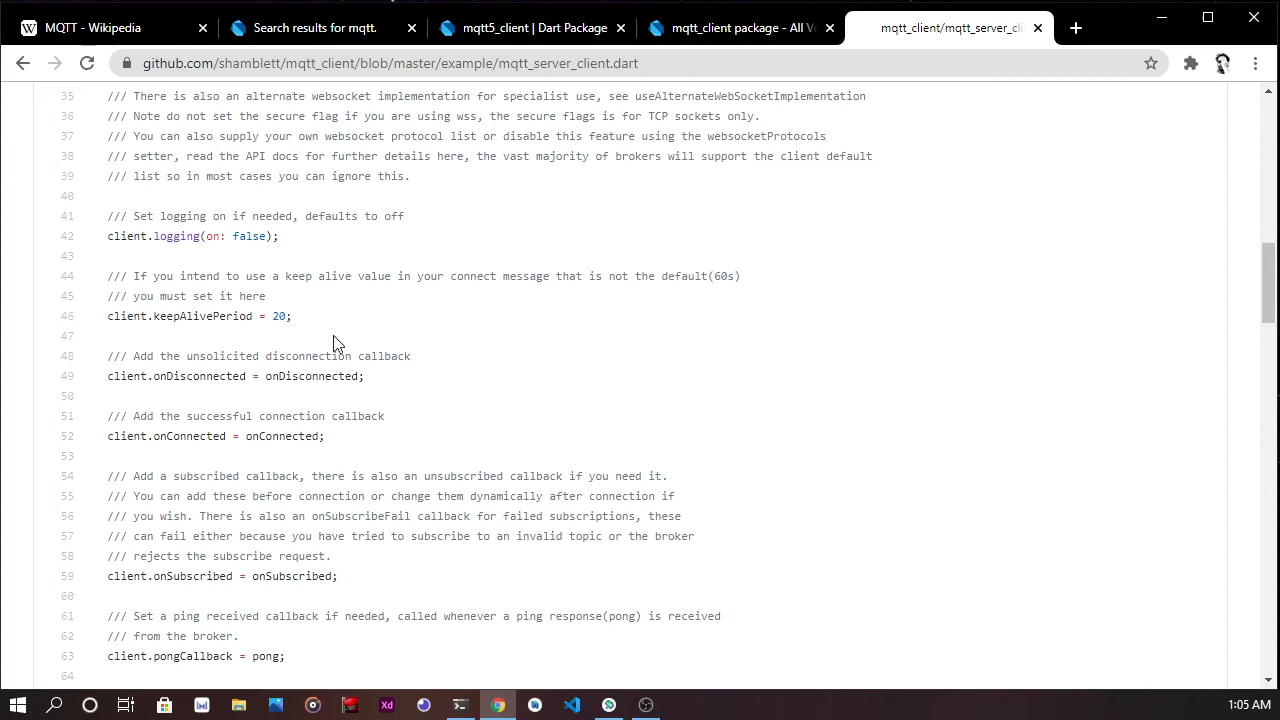 MQTT - Wikipedia
Search results for mqtt.
mqtt5_client | Dart Package
mqtt_client package - All V
mqtt_client/mqtt_server_cli
github.com/shamblett/mqtt_client/blob/master/example/mqtt_server_client.dart
35 /// There is also an alternate websocket implementation for specialist use, see useAlternateWebSocketImplementation
36 /// Note do not set the secure flag if you are using wss, the secure flags is for TCP sockets only.
37 /// You can also supply your own websocket protocol list or disable this feature using the websocketProtocols
38 /// setter, read the API docs for further details here, the vast majority of brokers will support the client default
39 /// list so in most cases you can ignore this.
40
41 /// Set logging on if needed, defaults to off
42 client.logging(on: false);
43
44 /// If you intend to use a keep alive value in your connect message that is not the default(60s)
45 /// you must set it here
46 client.keepAlivePeriod = 20;
47
48 /// Add the unsolicited disconnection callback
49 client.onDisconnected = onDisconnected;
50
51 /// Add the successful connection callback
52 client.onConnected = onConnected;
53
54 /// Add a subscribed callback, there is also an unsubscribed callback if you need it.
55 /// You can add these before connection or change them dynamically after connection if
56 /// you wish. There is also an onSubscribeFail callback for failed subscriptions, these
57 /// can fail either because you have tried to subscribe to an invalid topic or the broker
58 /// rejects the subscribe request.
59 client.onSubscribed = onSubscribed;
60
61 /// Set a ping received callback if needed, called whenever a ping response(pong) is received
62 /// from the broker.
63 client.pongCallback = pong;
64
Xd
1:05 AM